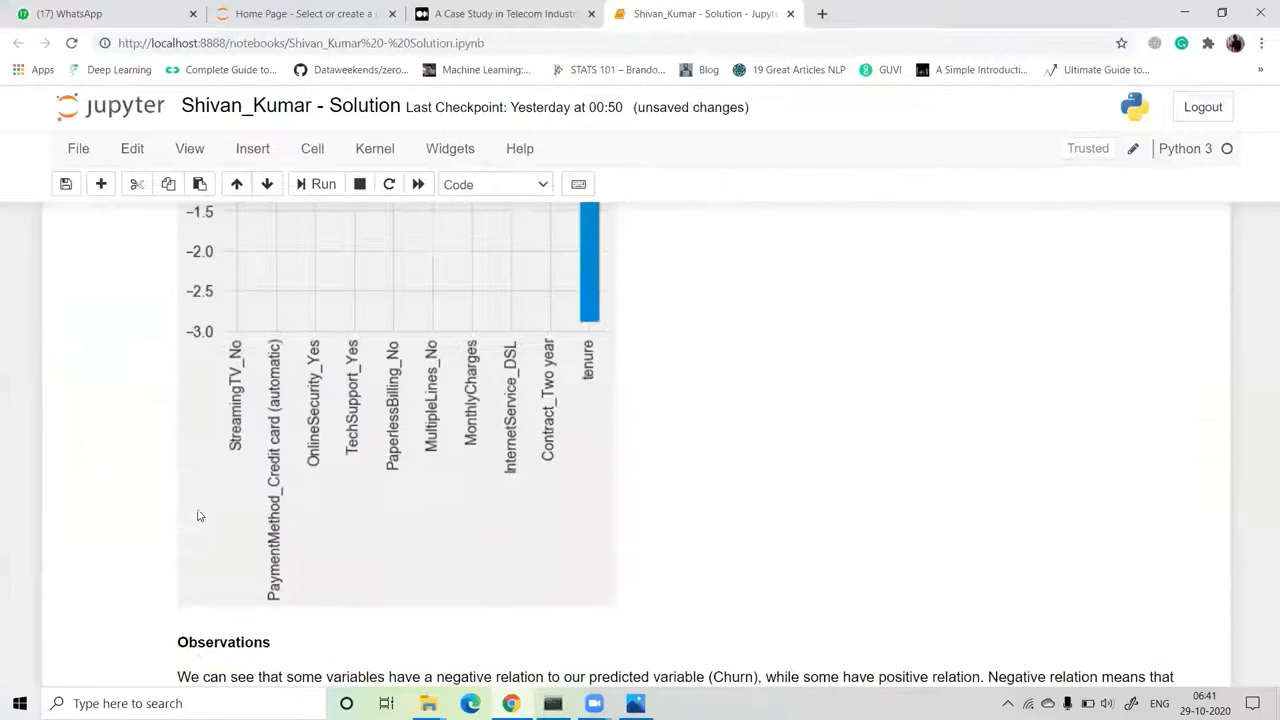 (17) WhatsApp
Home Page - Select or create a n
A Case Study in Telecom Industr
Shivan_Kumar - Solution - Jupyte
http://localhost:8888/notebooks/Shivan_Kumar%20-%20Solution.ipynb
Apps
Deep Learning
Complete Guide to...
Dataweekends/zero...
Machine Learning:...
STATS 101 – Brando...
Blog
19 Great Articles NLP
GUVI
A Simple Introducti...
Ultimate Guide to...
»
jupyter
Shivan_Kumar - Solution Last Checkpoint: Yesterday at 00:50 (unsaved changes)
Logout
File Edit View Insert Cell Kernel Widgets Help
Trusted
Python 3
Run
Code
−1.5
−2.0
−2.5
−3.0
StreamingTV_No
PaymentMethod_Credit card (automatic)
OnlineSecurity_Yes
TechSupport_Yes
PaperlessBilling_No
MultipleLines_No
MonthlyCharges
InternetService_DSL
Contract_Two year
tenure
Observations
We can see that some variables have a negative relation to our predicted variable (Churn), while some have positive relation. Negative relation means that
Type here to search
ENG
06:41
29-10-2020